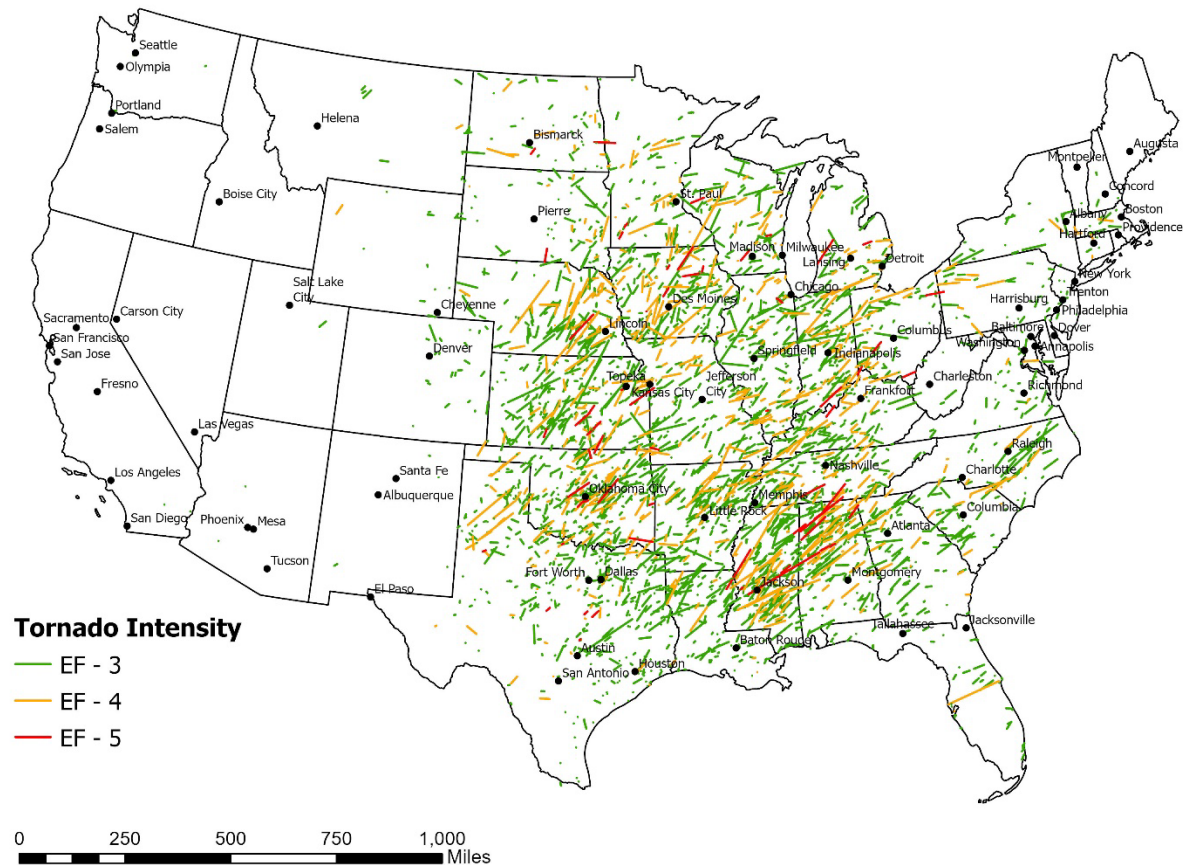 Seattle
Olympia
Portland
Salem
Helena
Bismarck
Boise City
Pierre
St. Paul
Augusta
Montpelier
Concord
Albany
Boston
Hartford
Providence
Madison
Milwaukee
Lansing
Detroit
New York
Trenton
Chicago
Des Moines
Harrisburg
Philadelphia
Salt Lake
City
Cheyenne
Lincoln
Columbus
Baltimore
Dover
Washington
Annapolis
Carson City
Sacramento
San Francisco
San Jose
Denver
Springfield
Indianapolis
Topeka
Kansas City
Jefferson
City
Frankfort
Charleston
Richmond
Fresno
Las Vegas
Los Angeles
San Diego
Santa Fe
Albuquerque
Oklahoma City
Nashville
Raleigh
Charlotte
Memphis
Little Rock
Columbia
Atlanta
Phoenix
Mesa
Tucson
El Paso
Fort Worth
Dallas
Jackson
Montgomery
Tallahassee
Jacksonville
Baton Rouge
Austin
San Antonio
Houston
Tornado Intensity
EF - 3
EF - 4
EF - 5
0 250 500 750 1,000
Miles